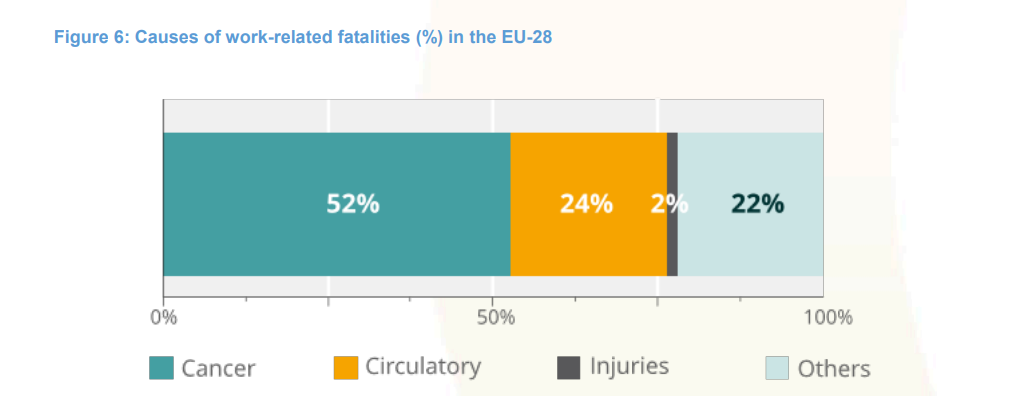 Figure 6: Causes of work-related fatalities (%) in the EU-28
52% 24% 2% 22%
0% 50% 100%
Cancer Circulatory Injuries Others